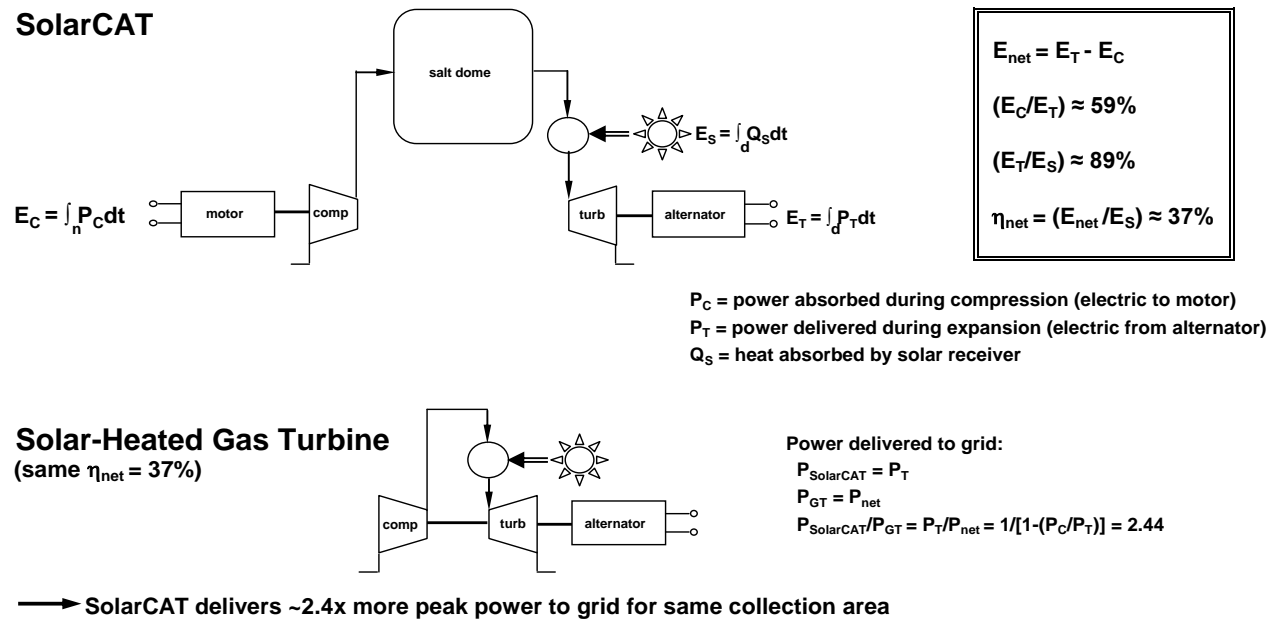 SolarCAT
salt dome
E_S = ∫_d Q_S dt
E_C = ∫_n P_C dt
motor
comp
turb
alternator
E_T = ∫_d P_T dt
E_net = E_T - E_C
(E_C/E_T) ≈ 59%
(E_T/E_S) ≈ 89%
η_net = (E_net /E_S) ≈ 37%
P_C = power absorbed during compression (electric to motor)
P_T = power delivered during expansion (electric from alternator)
Q_S = heat absorbed by solar receiver
Solar-Heated Gas Turbine
(same η_net = 37%)
comp
turb
alternator
Power delivered to grid:
P_SolarCAT = P_T
P_GT = P_net
P_SolarCAT/P_GT = P_T/P_net = 1/[1-(P_C/P_T)] = 2.44
SolarCAT delivers ~2.4x more peak power to grid for same collection area